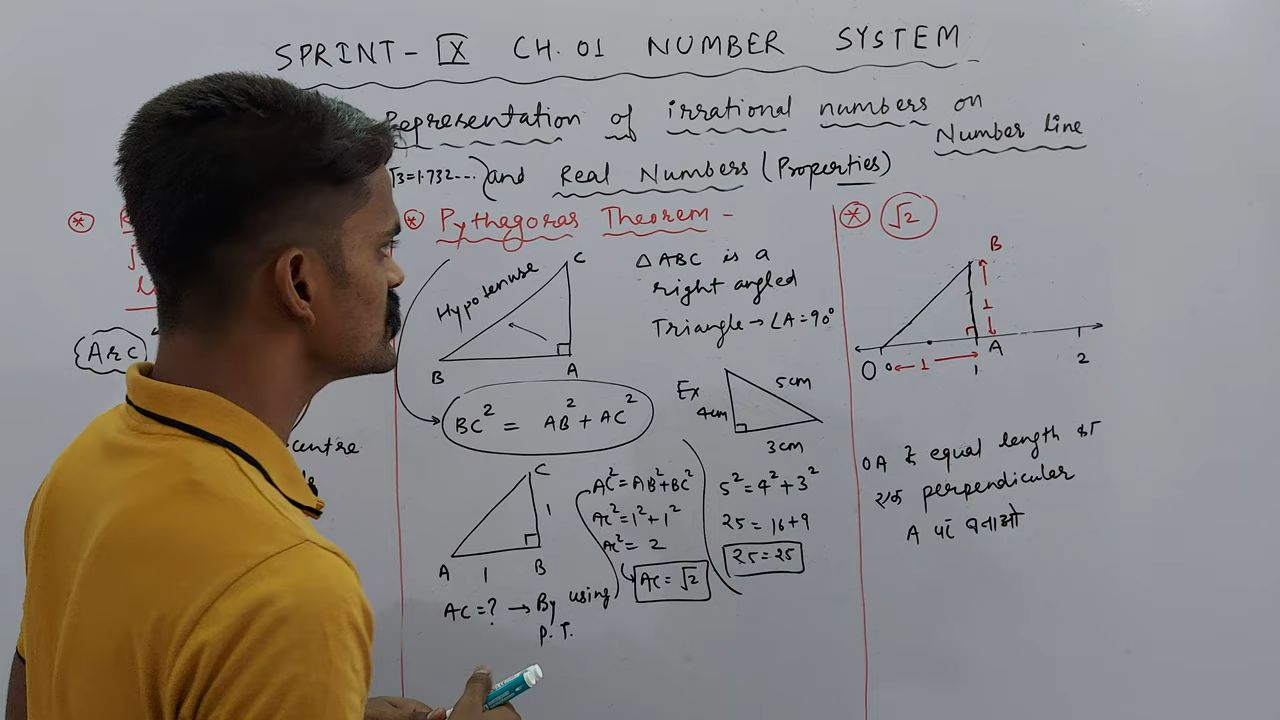 SPRINT - IX CH. 01 NUMBER SYSTEM
Representation of irrational numbers on
Number line
√3=1.732...) and Real Numbers (Properties)
Arc
centre
* Pythagoras Theorem -
Hypotenuse
C
B
A
△ABC is a
right angled
Triangle → ∠A = 90°
BC² = AB² + AC²
Ex
4cm
5cm
3cm
5² = 4² + 3²
25 = 16 + 9
25 = 25
C
1
A 1 B
AC = ? → By using
P. T.
AC² = AB² + BC²
AC² = 1² + 1²
AC² = 2
AC = √2
* √2
B
1
O 0 1 A
1 2
OA के equal length का
एक perpendicular
A पर बनाओ